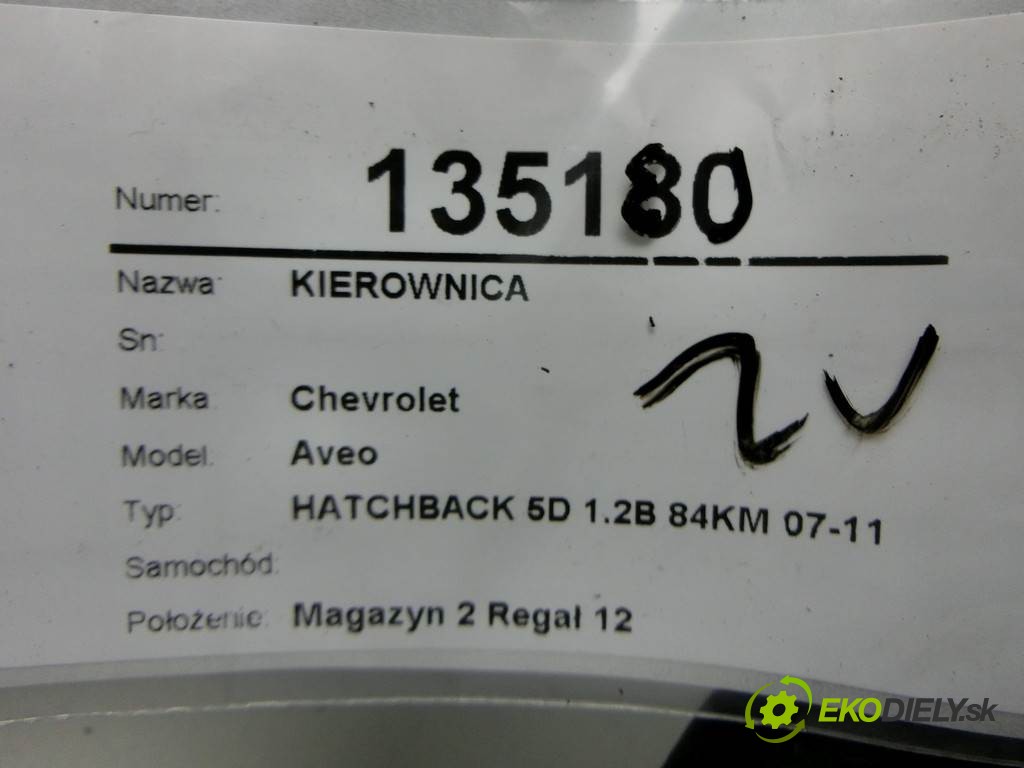 Numer: 135180
Nazwa: KIEROWNICA
Sn:
Marka Chevrolet
Model: Aveo
Typ: HATCHBACK 5D 1.2B 84KM 07-11
Samochód:
Położenie: Magazyn 2 Regał 12
EKODIELY.sk